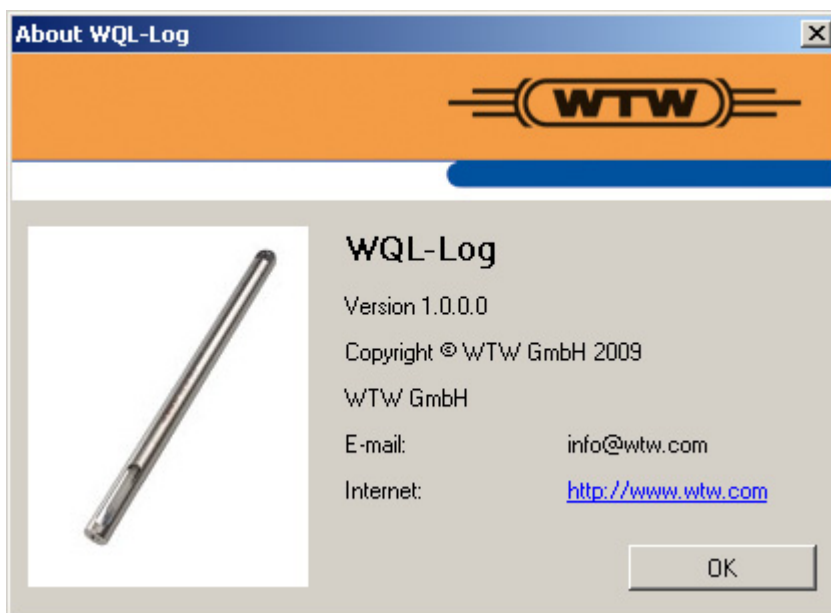 About WQL-Log
WTW
WQL-Log
Version 1.0.0.0
Copyright © WTW GmbH 2009
WTW GmbH
E-mail: info@wtw.com
Internet: http://www.wtw.com
OK